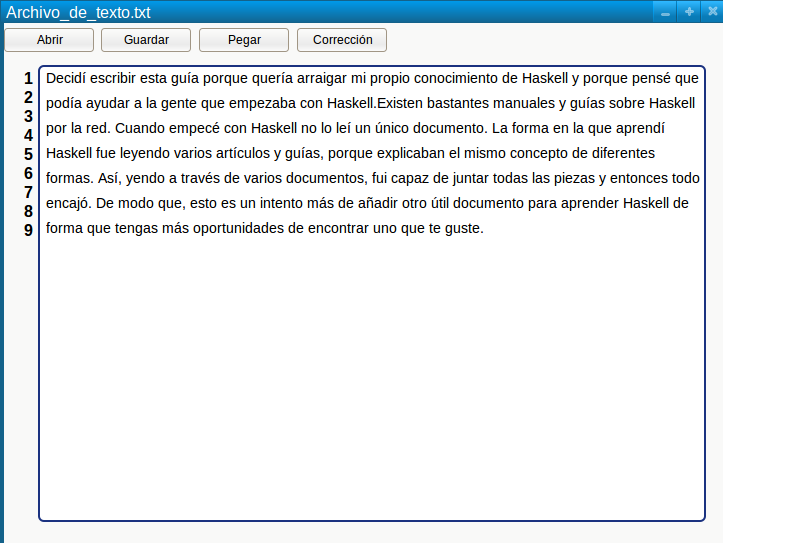 Archivo_de_texto.txt
Abrir Guardar Pegar Corrección
1 Decidí escribir esta guía porque quería arraigar mi propio conocimiento de Haskell y porque pensé que
2 podía ayudar a la gente que empezaba con Haskell.Existen bastantes manuales y guías sobre Haskell
3 por la red. Cuando empecé con Haskell no lo leí un único documento. La forma en la que aprendí
4 Haskell fue leyendo varios artículos y guías, porque explicaban el mismo concepto de diferentes
5 formas. Así, yendo a través de varios documentos, fui capaz de juntar todas las piezas y entonces todo
6 encajó. De modo que, esto es un intento más de añadir otro útil documento para aprender Haskell de
7 forma que tengas más oportunidades de encontrar uno que te guste.
8
9